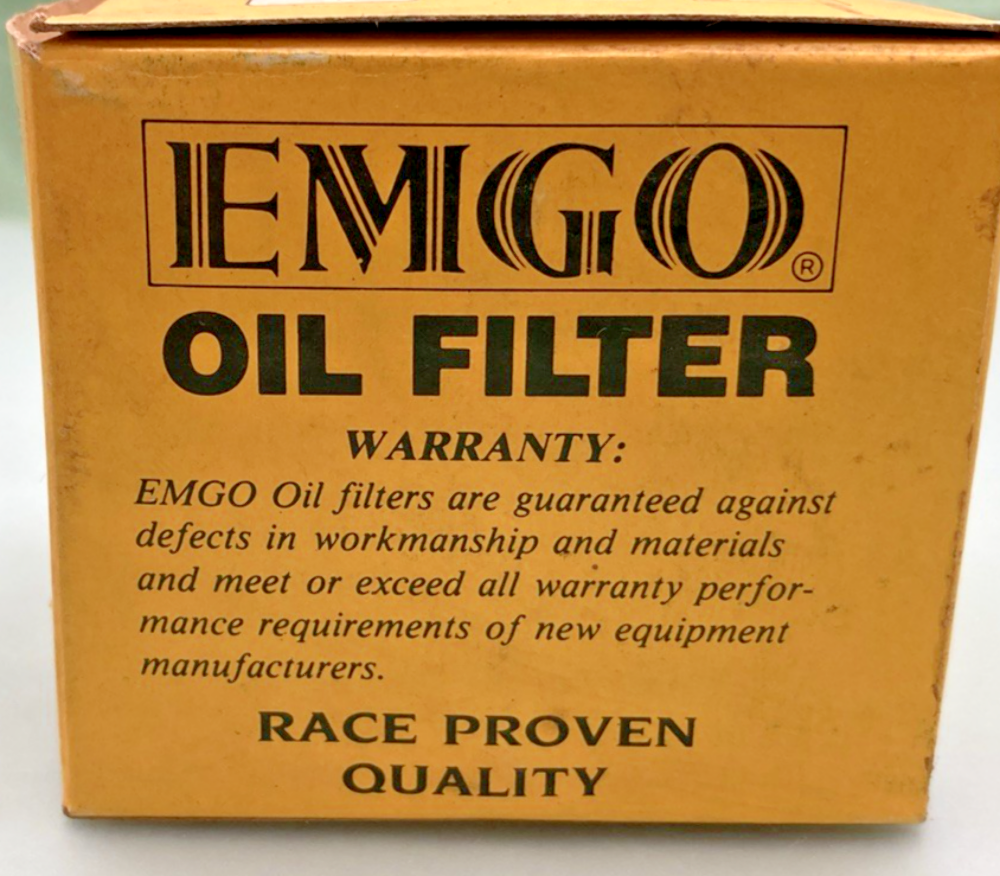 EMGO®
OIL FILTER
WARRANTY:
EMGO Oil filters are guaranteed against
defects in workmanship and materials
and meet or exceed all warranty perfor-
mance requirements of new equipment
manufacturers.
RACE PROVEN
QUALITY